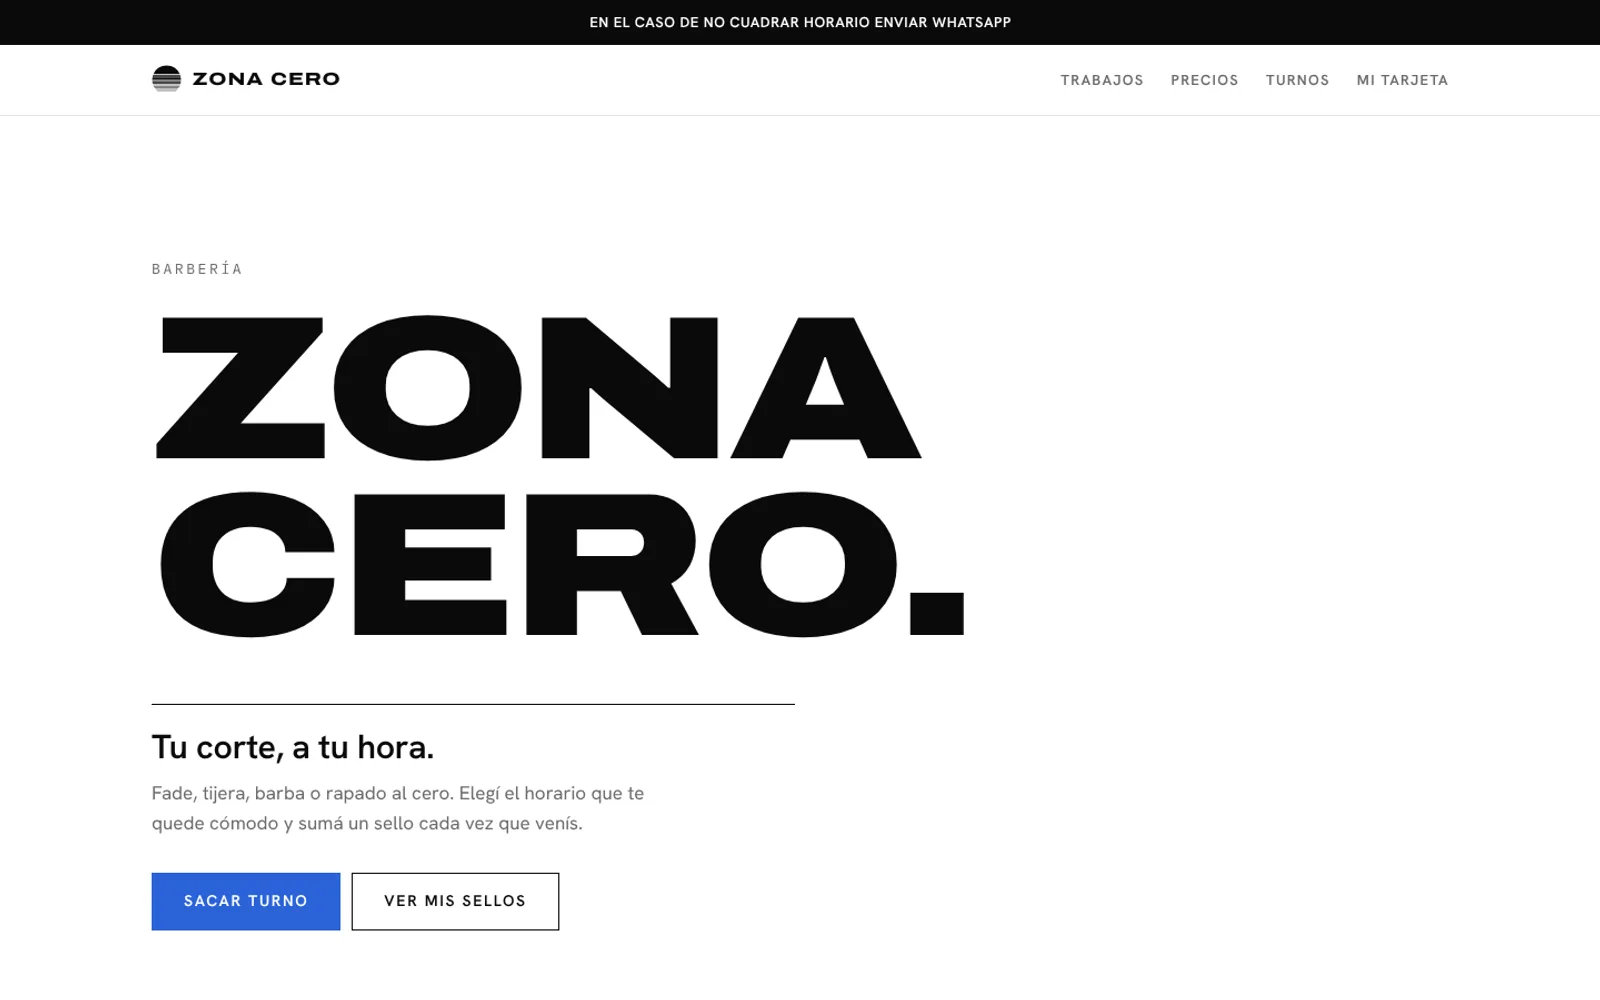 EN EL CASO DE NO CUADRAR HORARIO ENVIAR WHATSAPP
ZONA CERO
TRABAJOS PRECIOS TURNOS MI TARJETA
BARBERÍA
ZONA
CERO.
Tu corte, a tu hora.
Fade, tijera, barba o rapado al cero. Elegí el horario que te
quede cómodo y sumá un sello cada vez que venís.
SACAR TURNO
VER MIS SELLOS